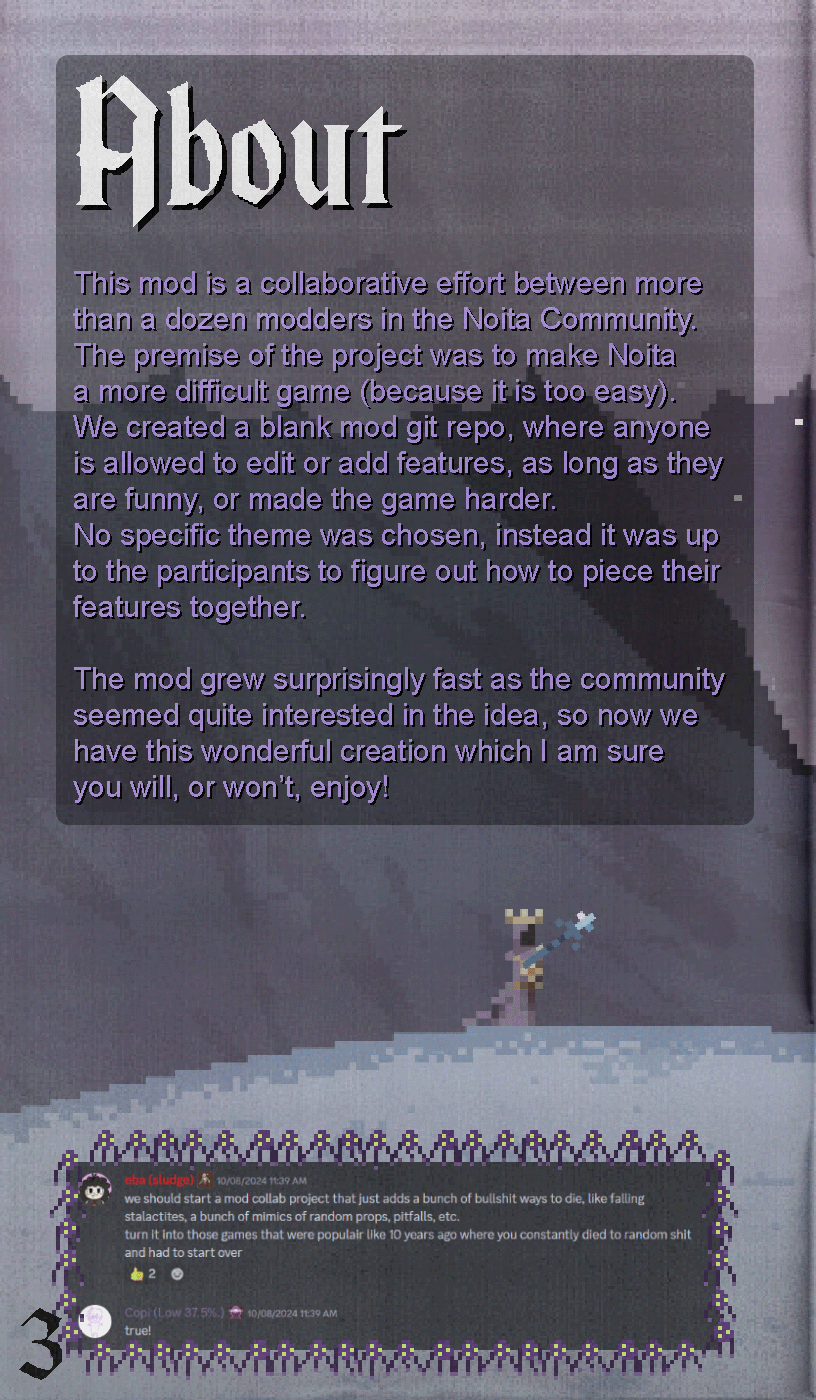 About
This mod is a collaborative effort between more
than a dozen modders in the Noita Community.
The premise of the project was to make Noita
a more difficult game (because it is too easy).
We created a blank mod git repo, where anyone
is allowed to edit or add features, as long as they
are funny, or made the game harder.
No specific theme was chosen, instead it was up
to the participants to figure out how to piece their
features together.
The mod grew surprisingly fast as the community
seemed quite interested in the idea, so now we
have this wonderful creation which I am sure
you will, or won't, enjoy!
eba (sludge) 10/08/2024 11:39 AM
we should start a mod collab project that just adds a bunch of bullshit ways to die, like falling
stalactites, a bunch of mimics of random props, pitfalls, etc.
turn it into those games that were populair like 10 years ago where you constantly died to random shit
and had to start over
2
Copi (Low 37.5%.) 10/08/2024 11:39 AM
true!
3